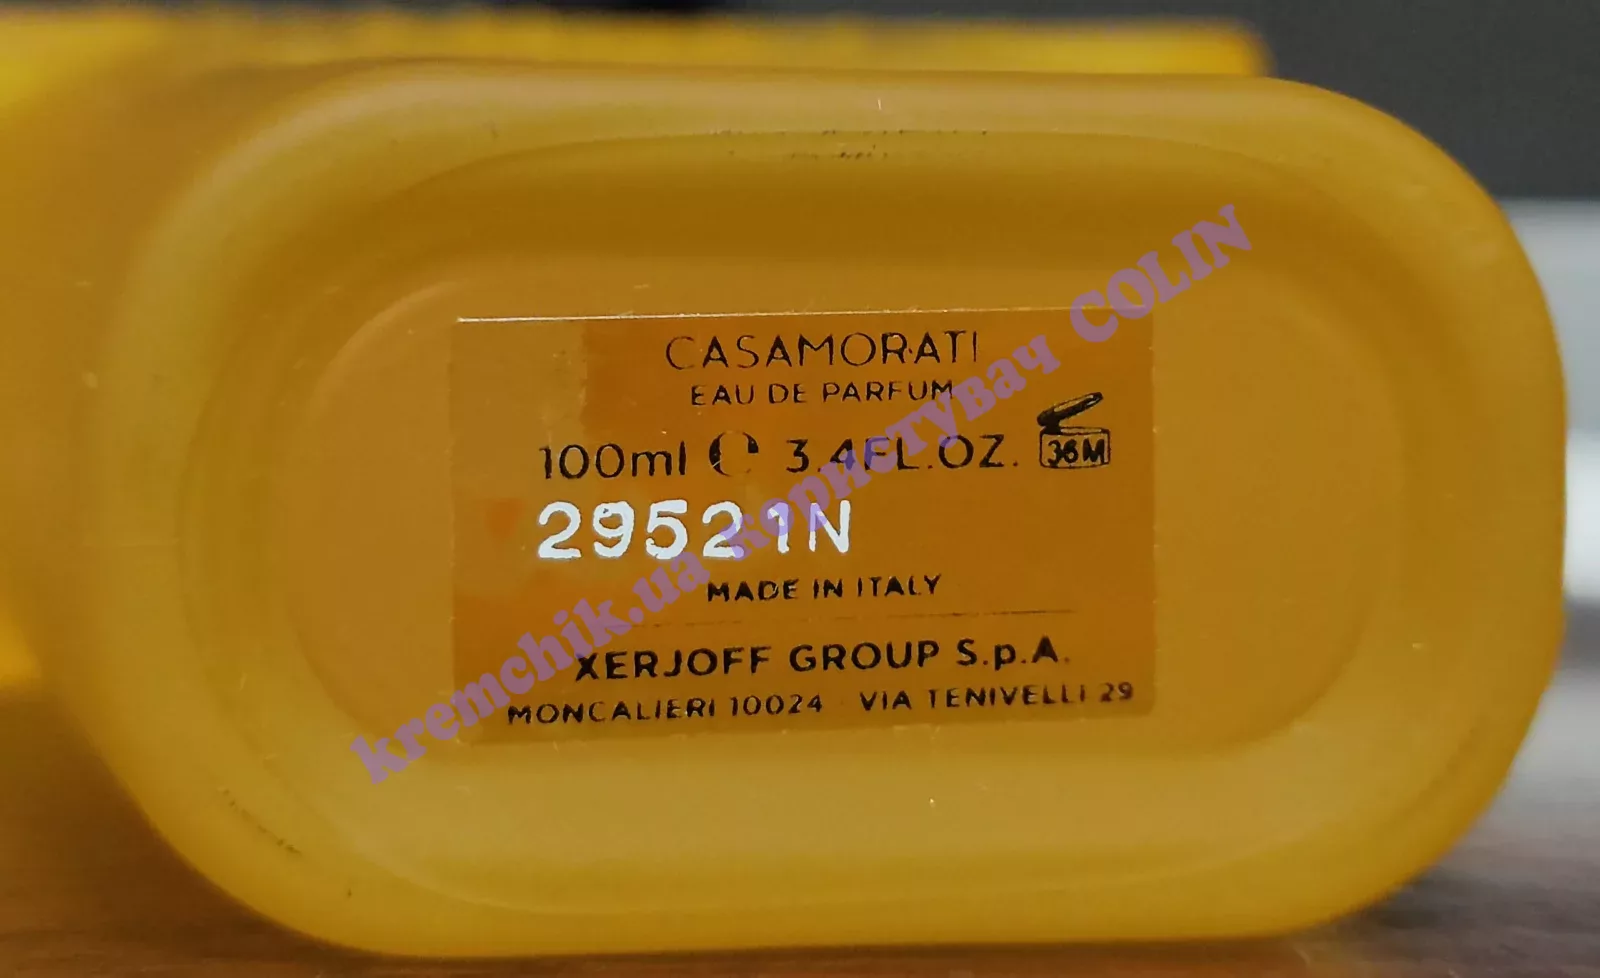 CASAMORATI
EAU DE PARFUM
100ml ℮ 3.4FL.OZ. 36M
29521N
MADE IN ITALY
XERJOFF GROUP S.p.A.
MONCALIERI 10024 VIA TENIVELLI 29
kremchik.ua користувач COLIN